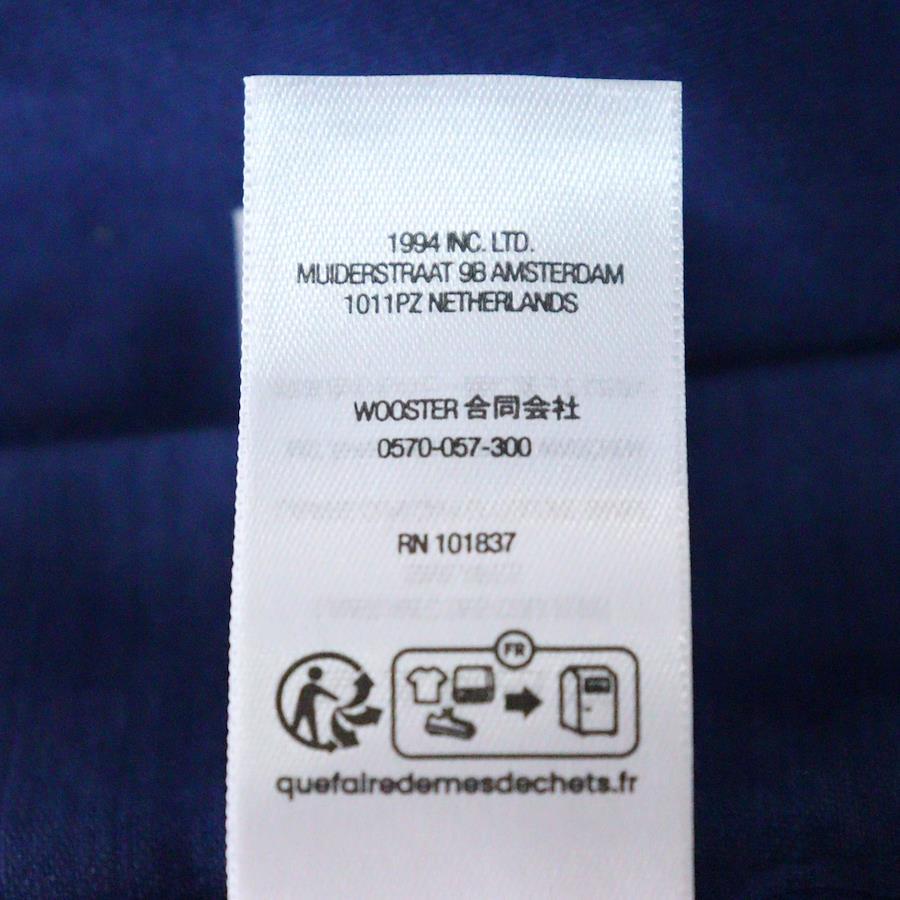 1994 INC. LTD.
MUIDERSTRAAT 9B AMSTERDAM
1011PZ NETHERLANDS
WOOSTER 合同会社
0570-057-300
RN 101837
FR
quefairedemesdechets.fr